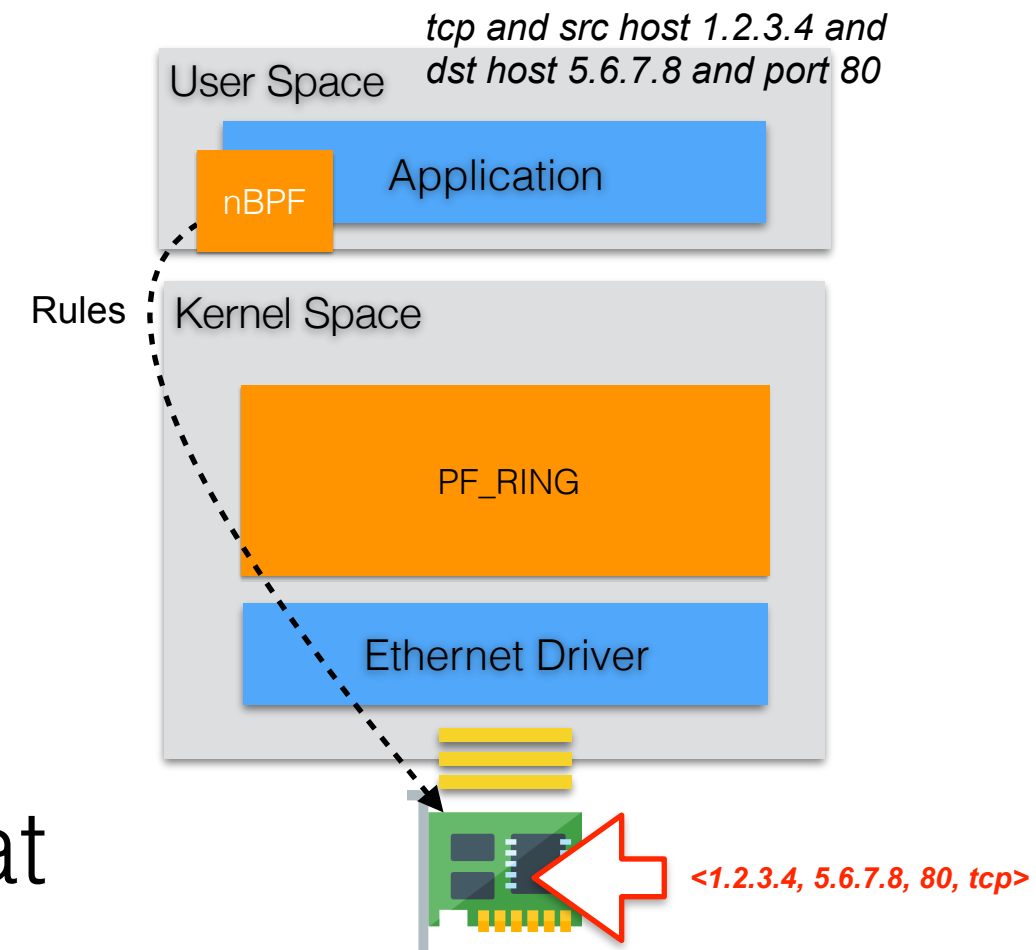 tcp and src host 1.2.3.4 and
dst host 5.6.7.8 and port 80
User Space
Application
nBPF
Rules
Kernel Space
PF_RING
Ethernet Driver
at
<1.2.3.4, 5.6.7.8, 80, tcp>